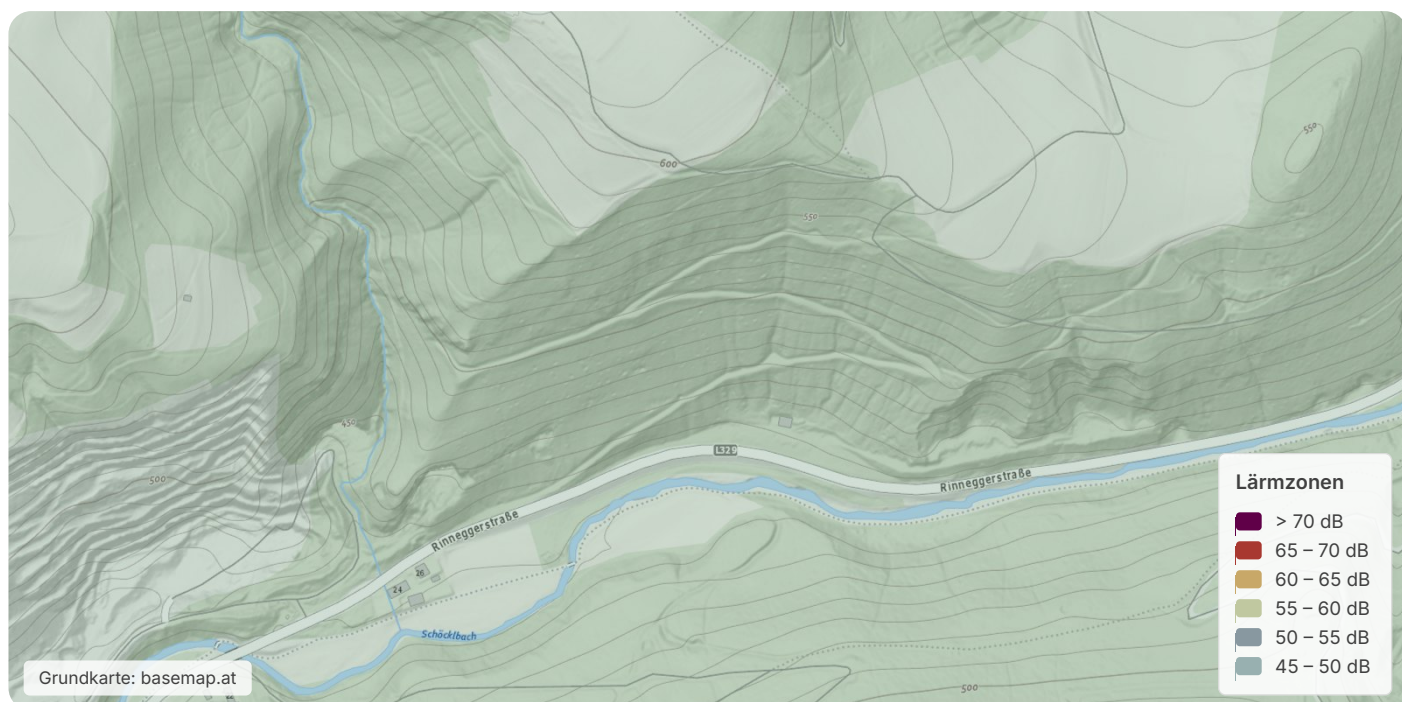 550
600
550
450
500
L329
Rinneggerstraße
Rinneggerstraße
26
24
Schöcklbach
500
Lärmzonen
> 70 dB
65 – 70 dB
60 – 65 dB
55 – 60 dB
50 – 55 dB
45 – 50 dB
Grundkarte: basemap.at